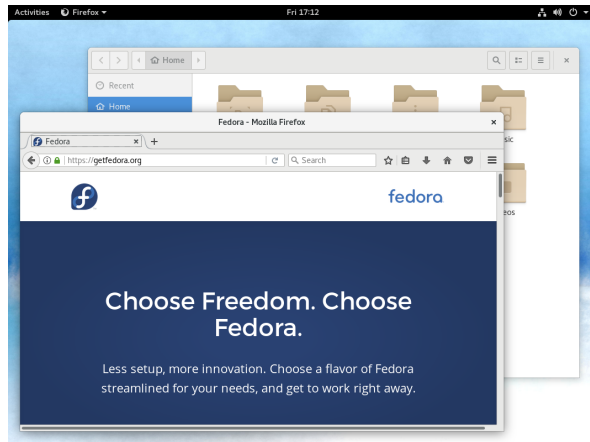 Activities Firefox Fri 17:12
Home
Recent
Home
Fedora - Mozilla Firefox
Fedora
https://getfedora.org Search
fedora
Choose Freedom. Choose
Fedora.
Less setup, more innovation. Choose a flavor of Fedora
streamlined for your needs, and get to work right away.
sic
eos